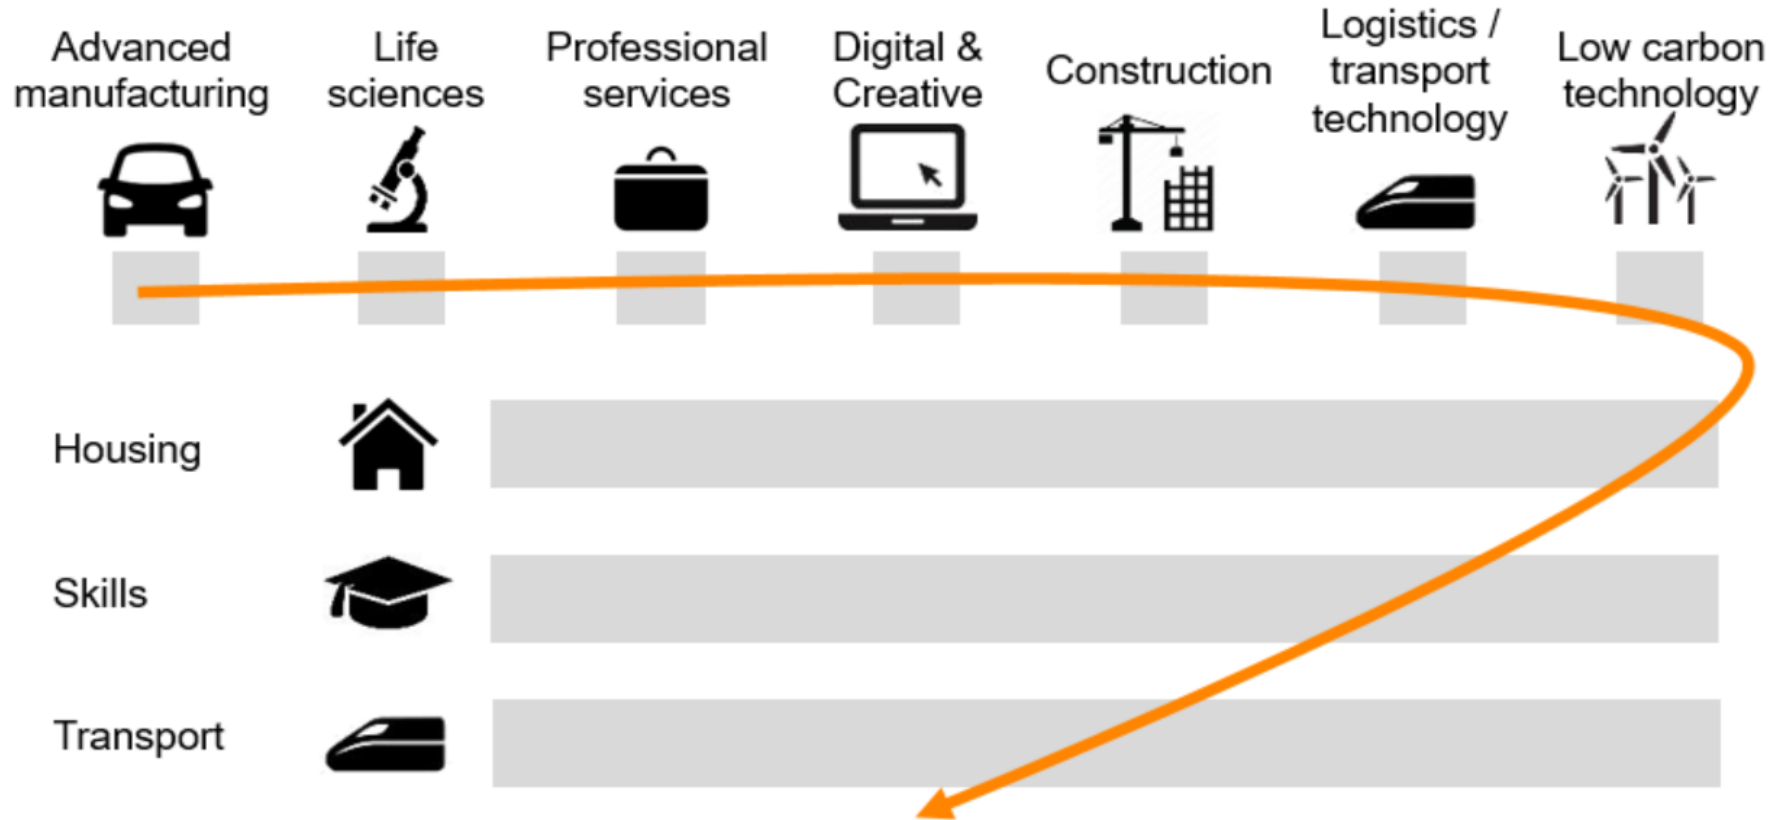 Advanced
manufacturing
Life
sciences
Professional
services
Digital &
Creative
Construction
Logistics /
transport
technology
Low carbon
technology
Housing
Skills
Transport